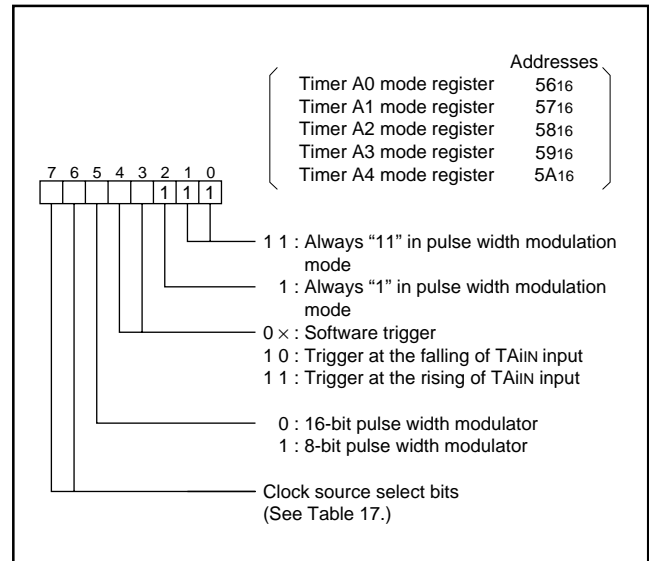 Addresses
Timer A0 mode register 5616
Timer A1 mode register 5716
Timer A2 mode register 5816
Timer A3 mode register 5916
Timer A4 mode register 5A16
7 6 5 4 3 2 1 0
1 1 1
1 1 : Always “11” in pulse width modulation
mode
1 : Always “1” in pulse width modulation
mode
0 × : Software trigger
1 0 : Trigger at the falling of TAiIN input
1 1 : Trigger at the rising of TAiIN input
0 : 16-bit pulse width modulator
1 : 8-bit pulse width modulator
Clock source select bits
(See Table 17.)